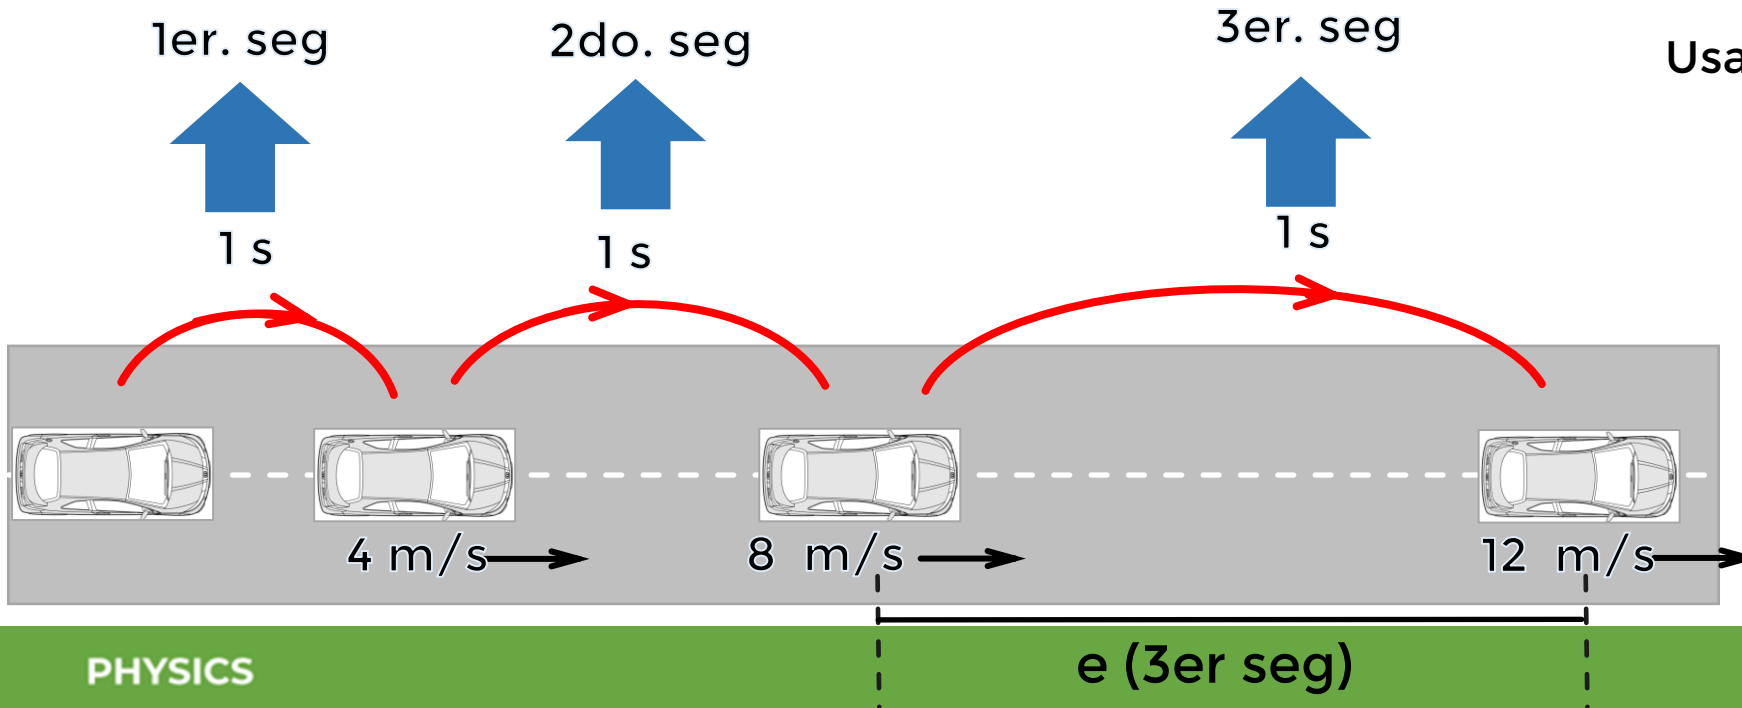 1er. seg
2do. seg
3er. seg
Usa
1 s
1 s
1 s
4 m/s
8 m/s
12 m/s
e (3er seg)
PHYSICS